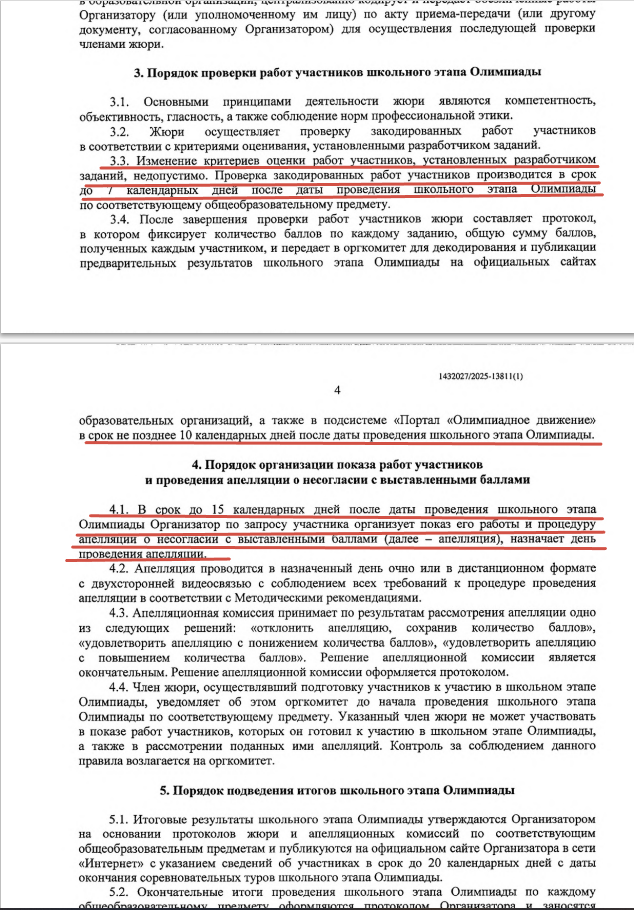 Организатору (или уполномоченному им лицу) по акту приема-передачи (или другому
документу, согласованному Организатором) для осуществления последующей проверки
членами жюри.
3. Порядок проверки работ участников школьного этапа Олимпиады
3.1. Основными принципами деятельности жюри являются компетентность,
объективность, гласность, а также соблюдение норм профессиональной этики.
3.2. Жюри осуществляет проверку закодированных работ участников
в соответствии с критериями оценивания, установленными разработчиком заданий.
3.3. Изменение критериев оценки работ участников, установленных разработчиком
заданий, недопустимо. Проверка закодированных работ участников производится в срок
до 7 календарных дней после даты проведения школьного этапа Олимпиады
по соответствующему общеобразовательному предмету.
3.4. После завершения проверки работ участников жюри составляет протокол,
в котором фиксирует количество баллов по каждому заданию, общую сумму баллов,
полученных каждым участником, и передает в оргкомитет для декодирования и публикации
предварительных результатов школьного этапа Олимпиады на официальных сайтах
1432027/2025-13811(1)
4
образовательных организаций, а также в подсистеме «Портал «Олимпиадное движение»
в срок не позднее 10 календарных дней после даты проведения школьного этапа Олимпиады.
4. Порядок организации показа работ участников
и проведения апелляции о несогласии с выставленными баллами
4.1. В срок до 15 календарных дней после даты проведения школьного этапа
Олимпиады Организатор по запросу участника организует показ его работы и процедуру
апелляции о несогласии с выставленными баллами (далее – апелляция), назначает день
проведения апелляции.
4.2. Апелляция проводится в назначенный день очно или в дистанционном формате
с двухсторонней видеосвязью с соблюдением всех требований к процедуре проведения
апелляции в соответствии с Методическими рекомендациями.
4.3. Апелляционная комиссия принимает по результатам рассмотрения апелляции одно
из следующих решений: «отклонить апелляцию, сохранив количество баллов»,
«удовлетворить апелляцию с понижением количества баллов», «удовлетворить апелляцию
с повышением количества баллов». Решение апелляционной комиссии является
окончательным. Решение апелляционной комиссии оформляется протоколом.
4.4. Член жюри, осуществлявший подготовку участников к участию в школьном этапе
Олимпиады, уведомляет об этом оргкомитет до начала проведения школьного этапа
Олимпиады по соответствующему предмету. Указанный член жюри не может участвовать
в показе работ участников, которых он готовил к участию в школьном этапе Олимпиады,
а также в рассмотрении поданных ими апелляций. Контроль за соблюдением данного
правила возлагается на оргкомитет.
5. Порядок подведения итогов школьного этапа Олимпиады
5.1. Итоговые результаты школьного этапа Олимпиады утверждаются Организатором
на основании протоколов жюри и апелляционных комиссий по соответствующим
общеобразовательным предметам и публикуются на официальном сайте Организатора в сети
«Интернет» с указанием сведений об участниках в срок до 20 календарных дней с даты
окончания соревновательных туров школьного этапа Олимпиады.
5.2. Окончательные итоги проведения школьного этапа Олимпиады по каждому
общеобразовательному предмету оформляются протоколом Организатора и заносятся